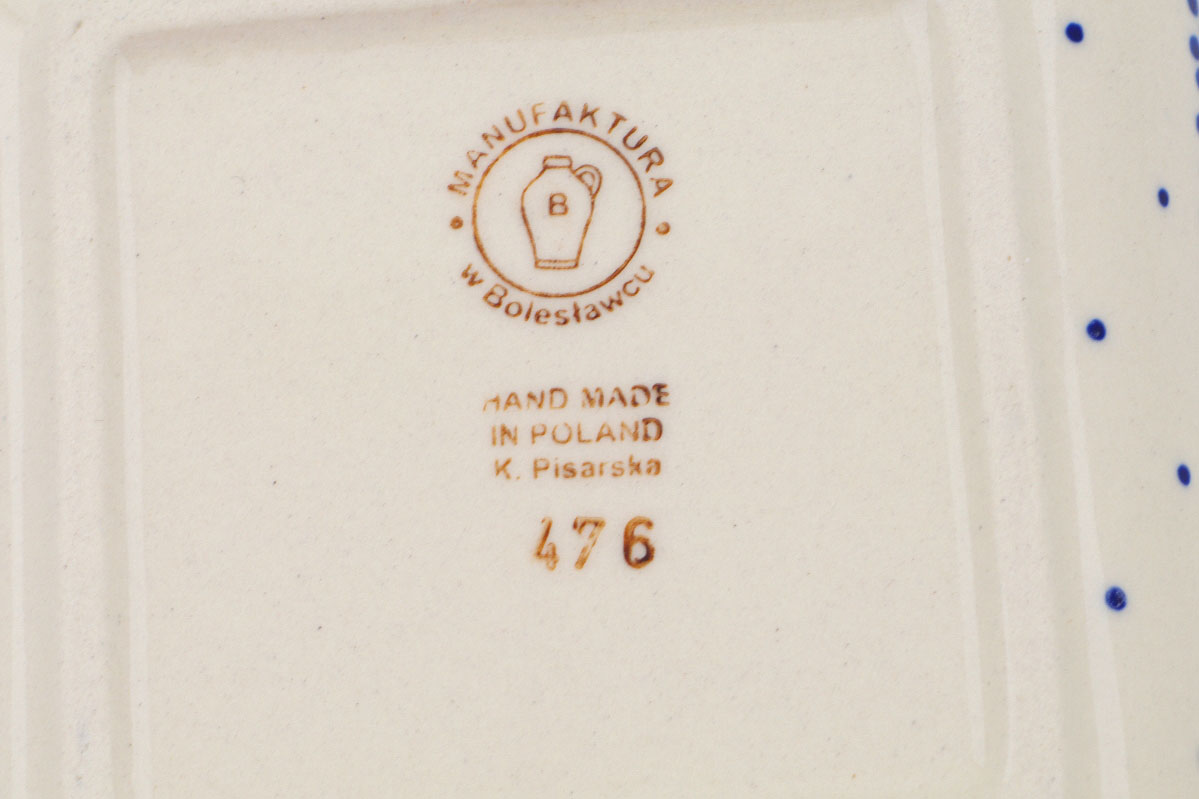 MANUFAKTURA
B
w Bolesławcu
HAND MADE
IN POLAND
K. Pisarska
476